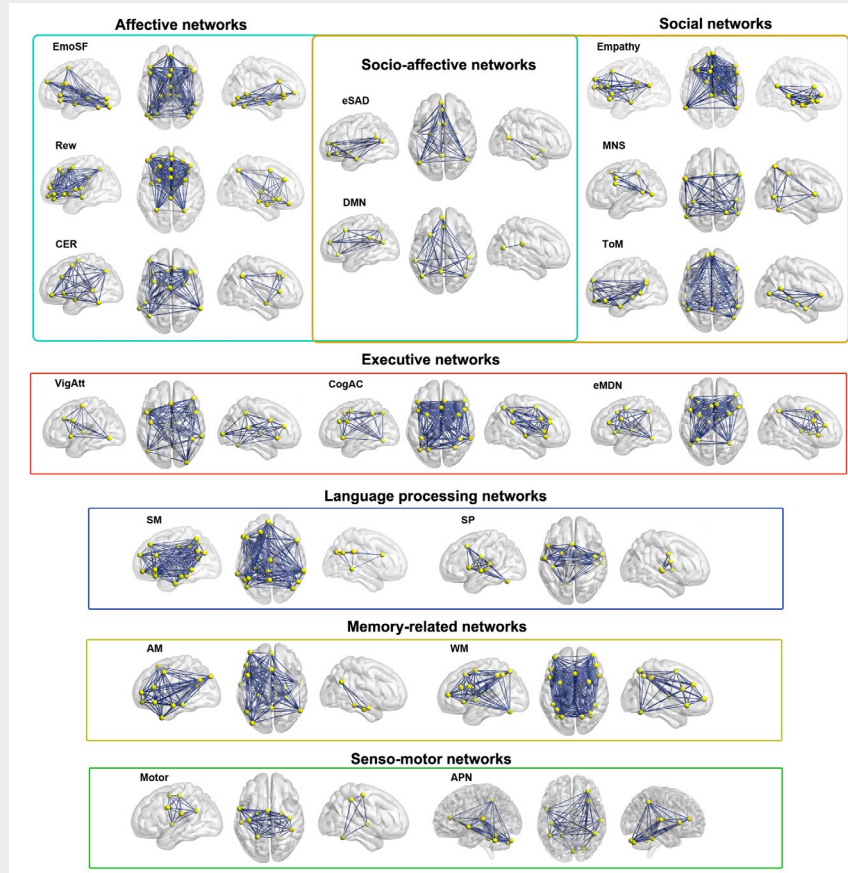 Affective networks
Social networks
EmoSF
Socio-affective networks
Empathy
eSAD
Rew
MNS
DMN
CER
ToM
Executive networks
VigAtt
CogAC
eMDN
Language processing networks
SM
SP
Memory-related networks
AM
WM
Senso-motor networks
Motor
APN